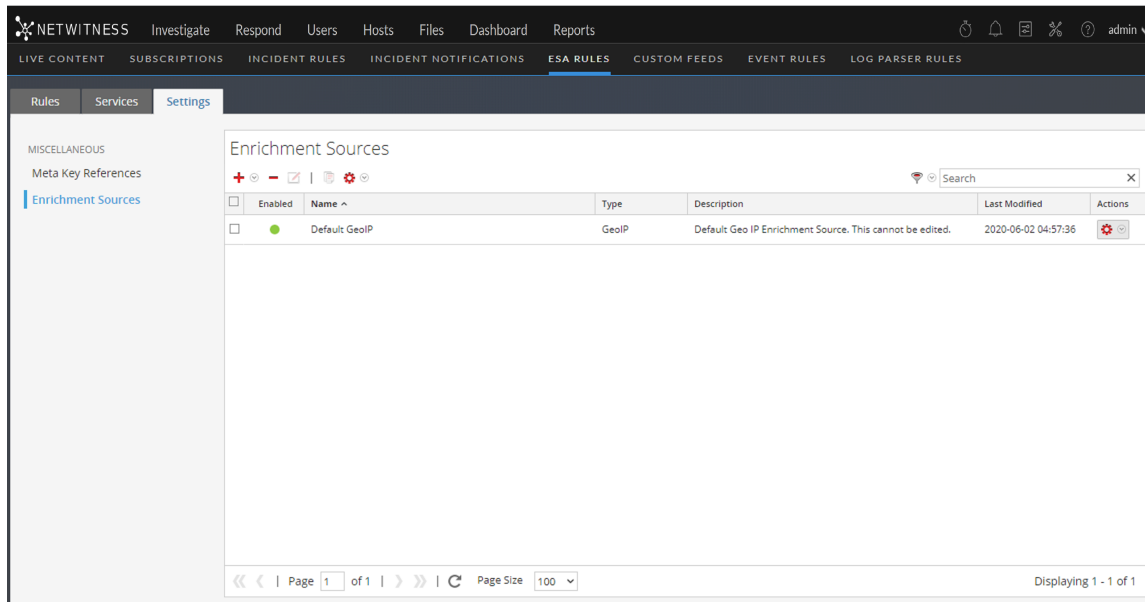 NETWITNESS Investigate Respond Users Hosts Files Dashboard Reports admin
LIVE CONTENT SUBSCRIPTIONS INCIDENT RULES INCIDENT NOTIFICATIONS ESA RULES CUSTOM FEEDS EVENT RULES LOG PARSER RULES
Rules Services Settings
MISCELLANEOUS
Meta Key References
Enrichment Sources
Enrichment Sources
Search
Enabled Name Type Description Last Modified Actions
Default GeoIP GeoIP Default Geo IP Enrichment Source. This cannot be edited. 2020-06-02 04:57:36
| Page 1 of 1 | | Page Size 100 Displaying 1 - 1 of 1